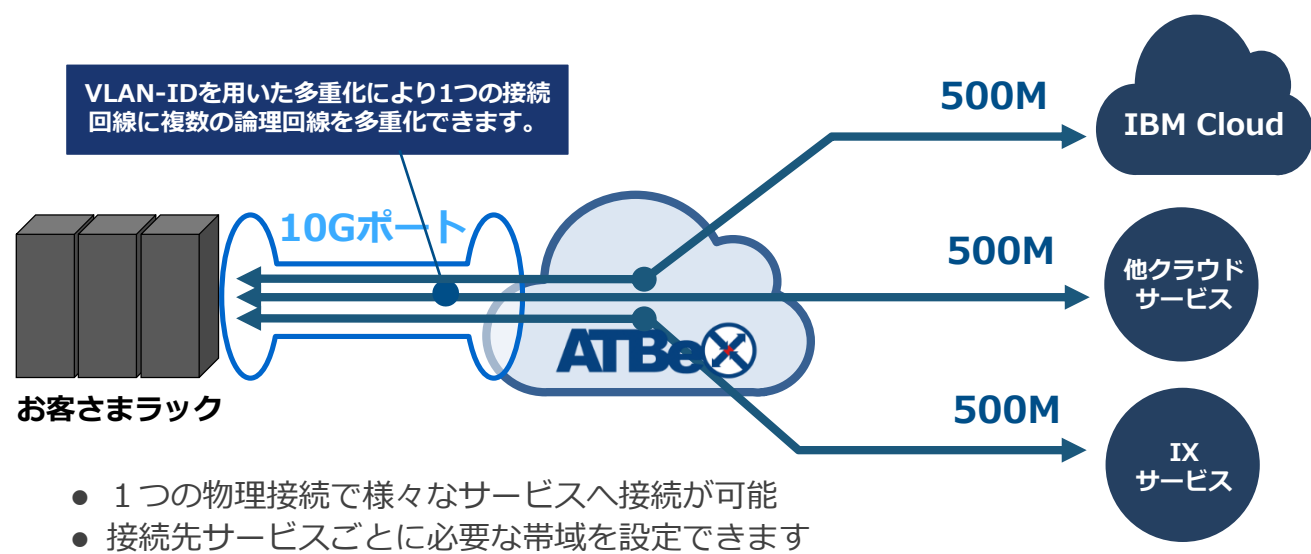 VLAN-IDを用いた多重化により1つの接続
回線に複数の論理回線を多重化できます。
500M
IBM Cloud
10Gポート
500M
他クラウド
サービス
ATBeX
お客さまラック
500M
IX
サービス
● １つの物理接続で様々なサービスへ接続が可能
● 接続先サービスごとに必要な帯域を設定できます